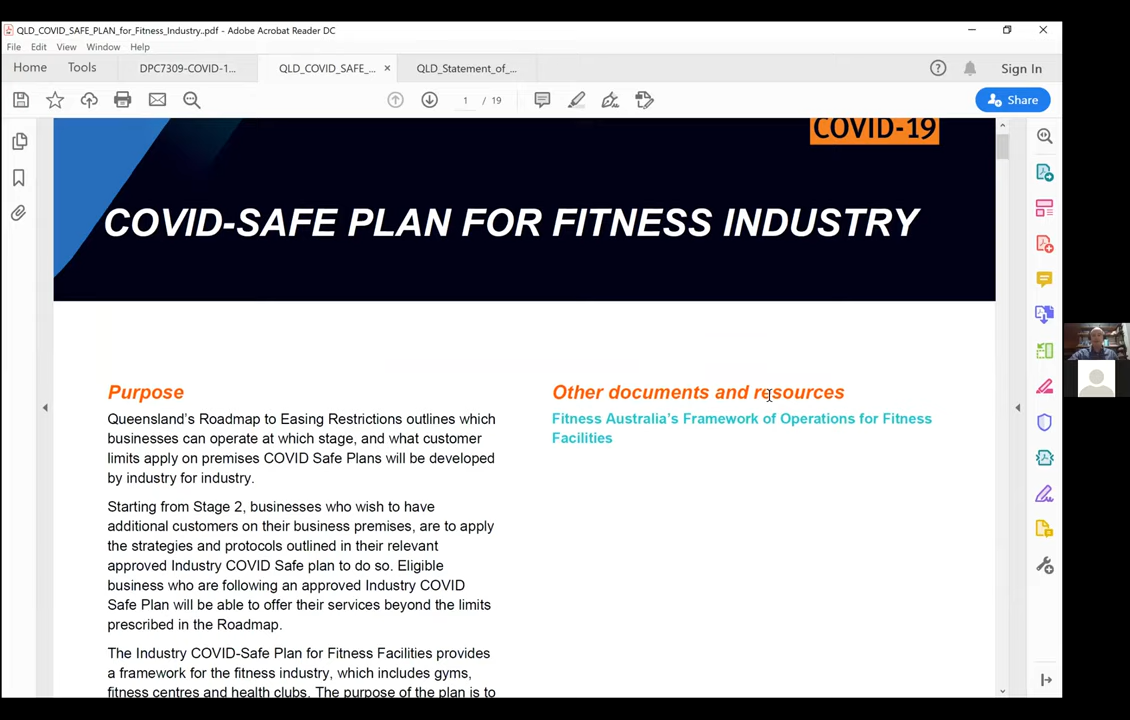 QLD_COVID_SAFE_PLAN_for_Fitness_Industry..pdf - Adobe Acrobat Reader DC
File Edit View Window Help
Home Tools DPC7309-COVID-1... QLD_COVID_SAFE_... × QLD_Statement_of_... Sign In
1 / 19 Share
COVID-19
COVID-SAFE PLAN FOR FITNESS INDUSTRY
Purpose
Queensland's Roadmap to Easing Restrictions outlines which
businesses can operate at which stage, and what customer
limits apply on premises COVID Safe Plans will be developed
by industry for industry.
Starting from Stage 2, businesses who wish to have
additional customers on their business premises, are to apply
the strategies and protocols outlined in their relevant
approved Industry COVID Safe plan to do so. Eligible
business who are following an approved Industry COVID
Safe Plan will be able to offer their services beyond the limits
prescribed in the Roadmap.
The Industry COVID-Safe Plan for Fitness Facilities provides
a framework for the fitness industry, which includes gyms,
fitness centres and health clubs. The purpose of the plan is to
Other documents and resources
Fitness Australia's Framework of Operations for Fitness
Facilities